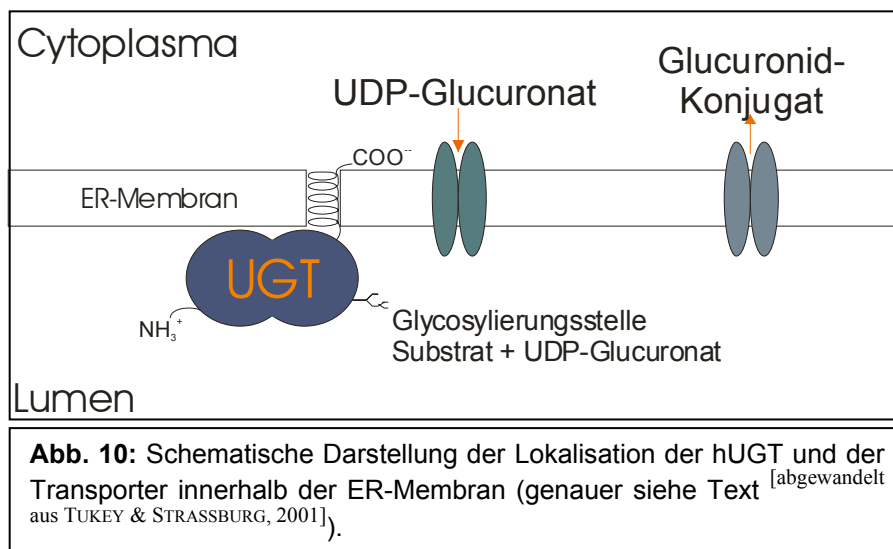 Cytoplasma
Glucuronid-
Konjugat
UDP-Glucuronat
COO--
ER-Membran
UGT
NH3+
Glycosylierungsstelle
Substrat + UDP-Glucuronat
Lumen
Abb. 10: Schematische Darstellung der Lokalisation der hUGT und der
Transporter innerhalb der ER-Membran (genauer siehe Text [abgewandelt
aus TUKEY & STRASSBURG, 2001]).